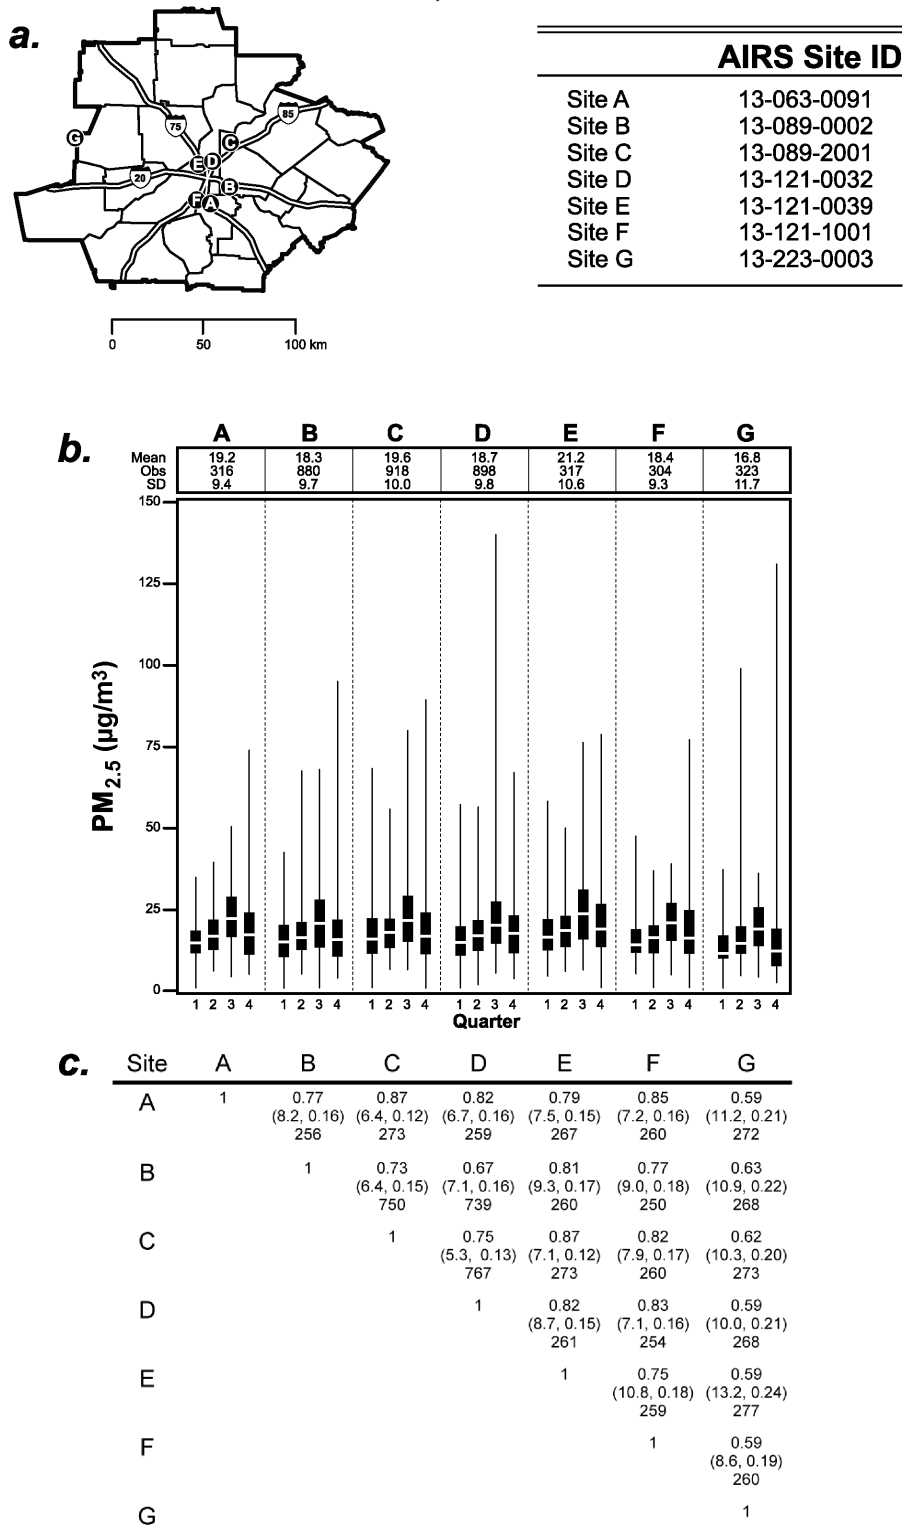 a.
75
85
G
C
E D
20
B
F A
0 50 100 km
AIRS Site ID
Site A 13-063-0091
Site B 13-089-0002
Site C 13-089-2001
Site D 13-121-0032
Site E 13-121-0039
Site F 13-121-1001
Site G 13-223-0003
b.
A B C D E F G
Mean 19.2 18.3 19.6 18.7 21.2 18.4 16.8
Obs 316 880 918 898 317 304 323
SD 9.4 9.7 10.0 9.8 10.6 9.3 11.7
150
125
100
75
50
25
0
PM2.5 (µg/m3)
1 2 3 4 1 2 3 4 1 2 3 4 1 2 3 4 1 2 3 4 1 2 3 4 1 2 3 4
Quarter
c.
Site A B C D E F G
A 1 0.77 0.87 0.82 0.79 0.85 0.59
(8.2, 0.16) (6.4, 0.12) (6.7, 0.16) (7.5, 0.15) (7.2, 0.16) (11.2, 0.21)
256 273 259 267 260 272
B 1 0.73 0.67 0.81 0.77 0.63
(6.4, 0.15) (7.1, 0.16) (9.3, 0.17) (9.0, 0.18) (10.9, 0.22)
750 739 260 250 268
C 1 0.75 0.87 0.82 0.62
(5.3, 0.13) (7.1, 0.12) (7.9, 0.17) (10.3, 0.20)
767 273 260 273
D 1 0.82 0.83 0.59
(8.7, 0.15) (7.1, 0.16) (10.0, 0.21)
261 254 268
E 1 0.75 0.59
(10.8, 0.18) (13.2, 0.24)
259 277
F 1 0.59
(8.6, 0.19)
260
G 1